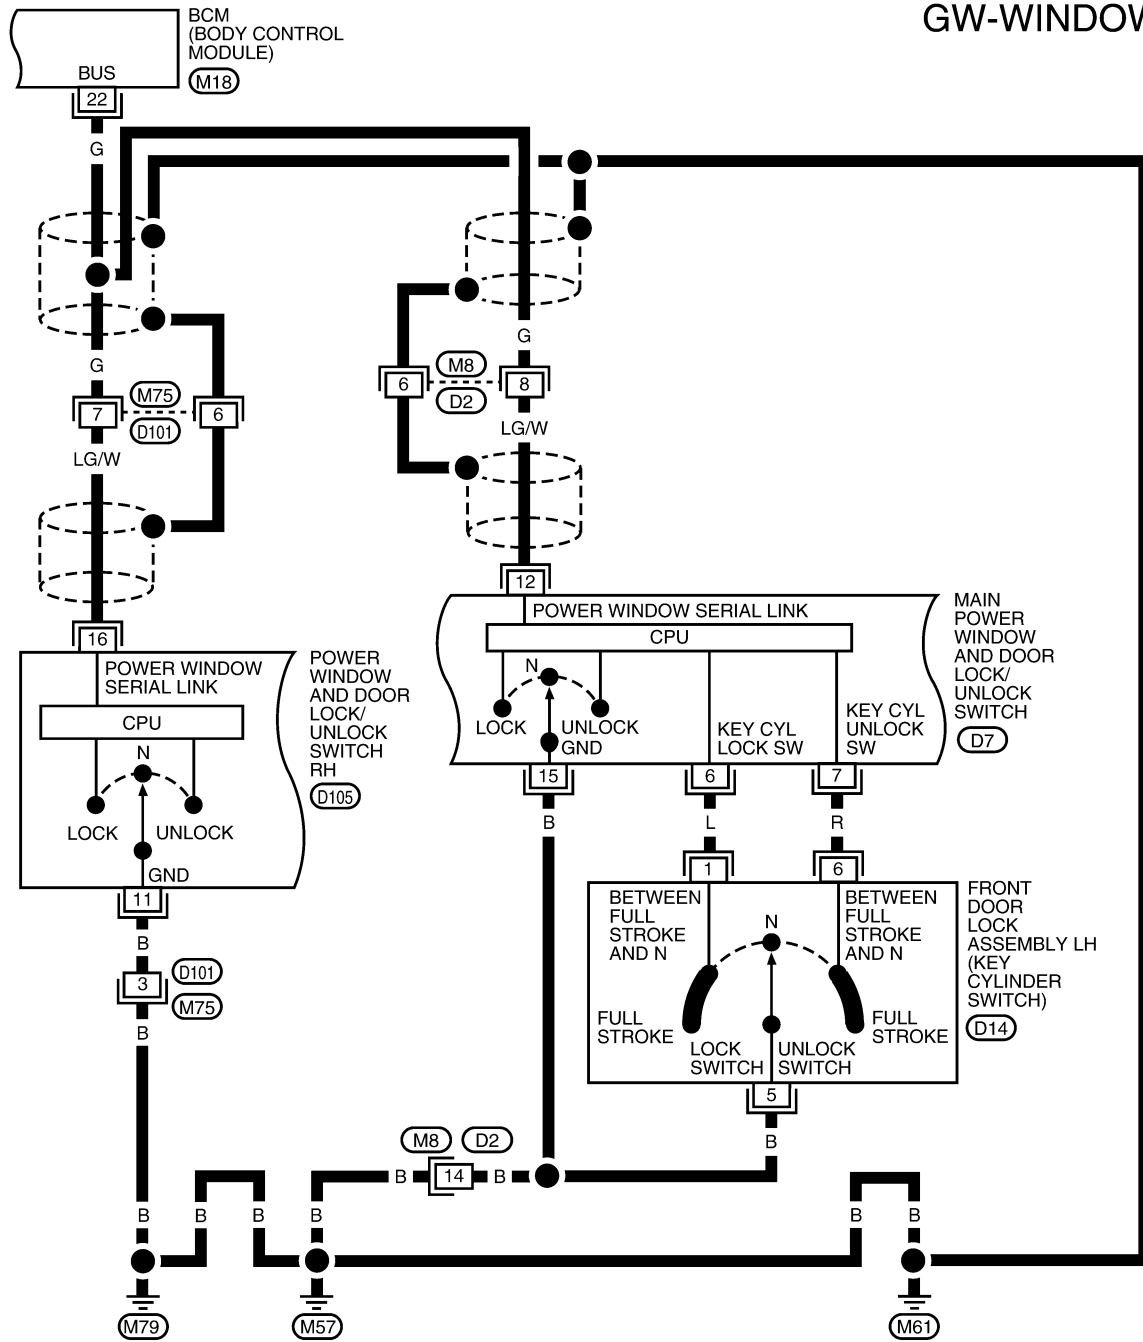 GW-WINDOW
BCM
(BODY CONTROL
MODULE)
M18
BUS
22
G
G
G
M8
6
8
D2
M75
7
6
D101
LG/W
LG/W
12
16
POWER WINDOW SERIAL LINK
CPU
N
LOCK
UNLOCK
GND
KEY CYL
LOCK SW
KEY CYL
UNLOCK
SW
MAIN
POWER
WINDOW
AND DOOR
LOCK/
UNLOCK
SWITCH
D7
POWER WINDOW
SERIAL LINK
CPU
N
LOCK
UNLOCK
GND
POWER
WINDOW
AND DOOR
LOCK/
UNLOCK
SWITCH
RH
D105
15
6
7
B
L
R
1
6
11
B
D101
3
M75
B
BETWEEN
FULL
STROKE
AND N
N
BETWEEN
FULL
STROKE
AND N
FULL
STROKE
LOCK
SWITCH
UNLOCK
SWITCH
FULL
STROKE
FRONT
DOOR
LOCK
ASSEMBLY LH
(KEY
CYLINDER
SWITCH)
D14
5
B
M8
D2
B
14
B
B
B
B
B
B
B
M79
M57
M61